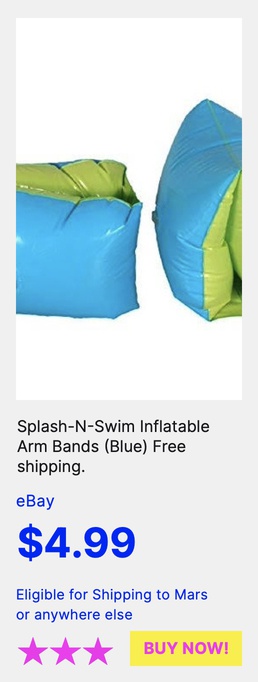 Splash-N-Swim Inflatable
Arm Bands (Blue) Free
shipping.
eBay
$4.99
Eligible for Shipping to Mars
or anywhere else
BUY NOW!